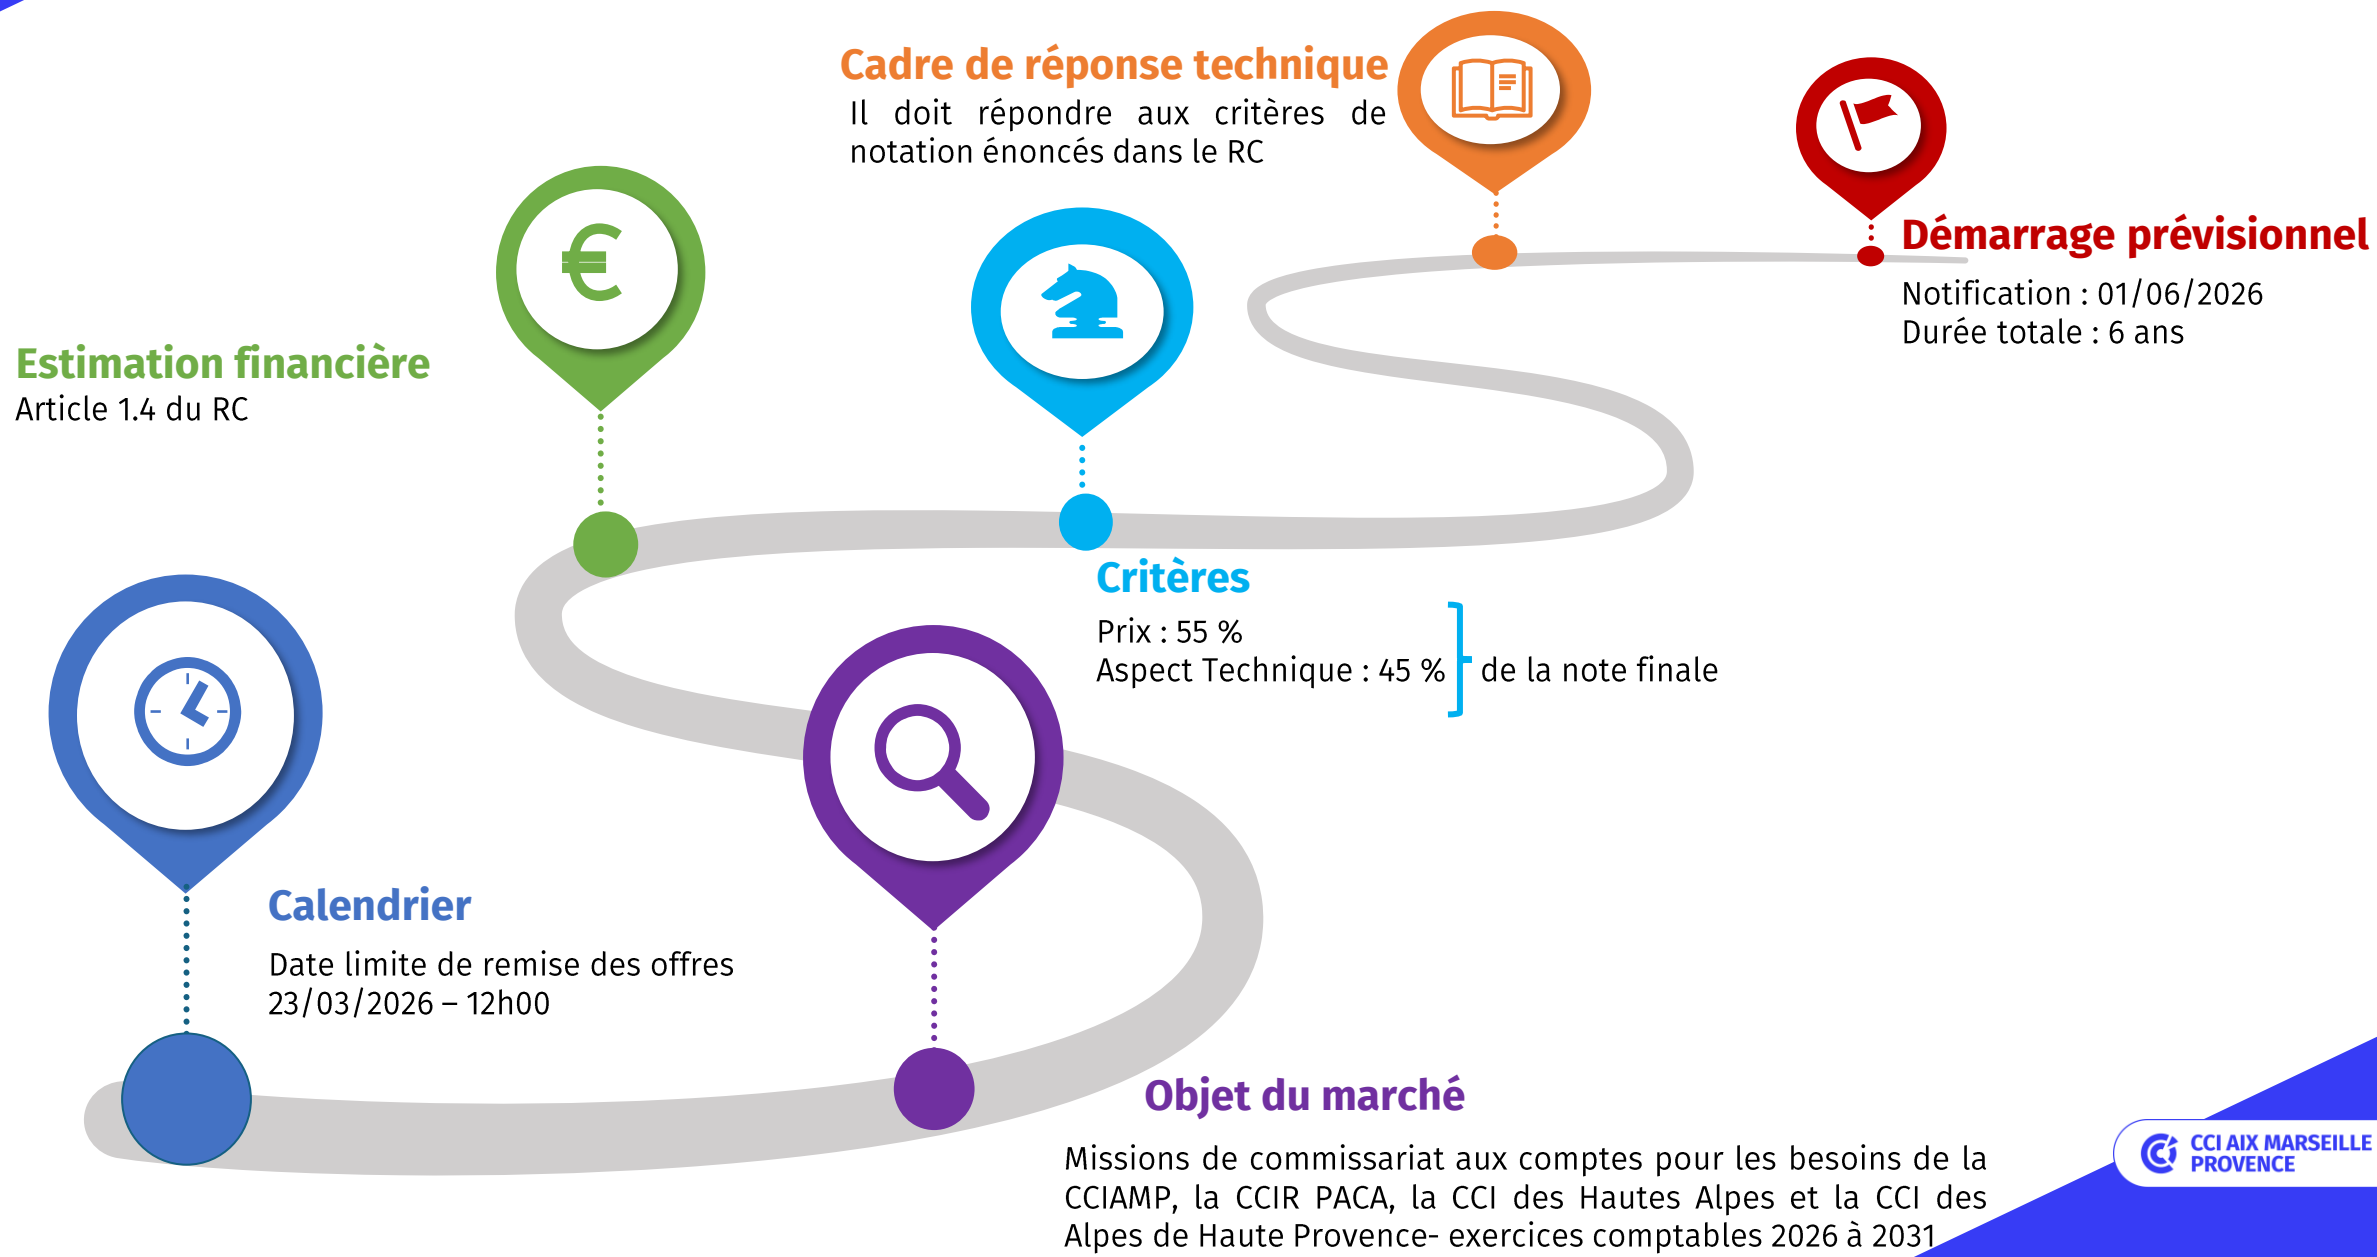 Cadre de réponse technique
Il doit répondre aux critères de
notation énoncés dans le RC
Démarrage prévisionnel
Notification : 01/06/2026
Durée totale : 6 ans
€
Estimation financière
Article 1.4 du RC
Critères
Prix : 55 %
Aspect Technique : 45 %
de la note finale
Calendrier
Date limite de remise des offres
23/03/2026 – 12h00
Objet du marché
Missions de commissariat aux comptes pour les besoins de la
CCIAMP, la CCIR PACA, la CCI des Hautes Alpes et la CCI des
Alpes de Haute Provence- exercices comptables 2026 à 2031
CCI AIX MARSEILLE
PROVENCE